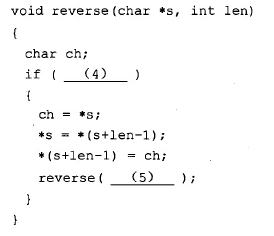 void reverse(char *s, int len)
{
char ch;
if ( (4) )
{
ch = *s;
*s = *(s+len-1);
*(s+len-1) = ch;
reverse( (5) );
}
}